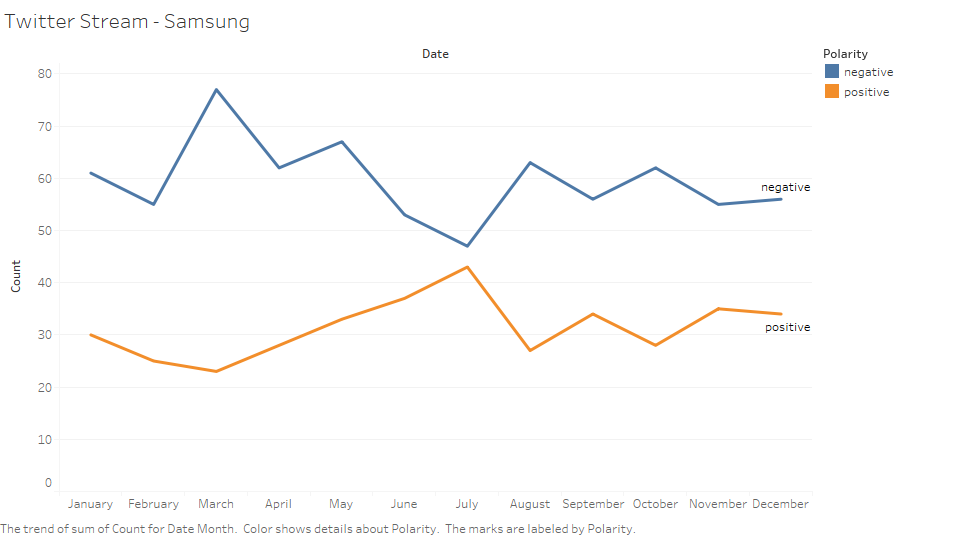 Twitter Stream - Samsung
Date
Polarity
negative
positive
80
70
60
50
40
30
20
10
0
Count
negative
positive
January February March April May June July August September October November December
The trend of sum of Count for Date Month.  Color shows details about Polarity.  The marks are labeled by Polarity.